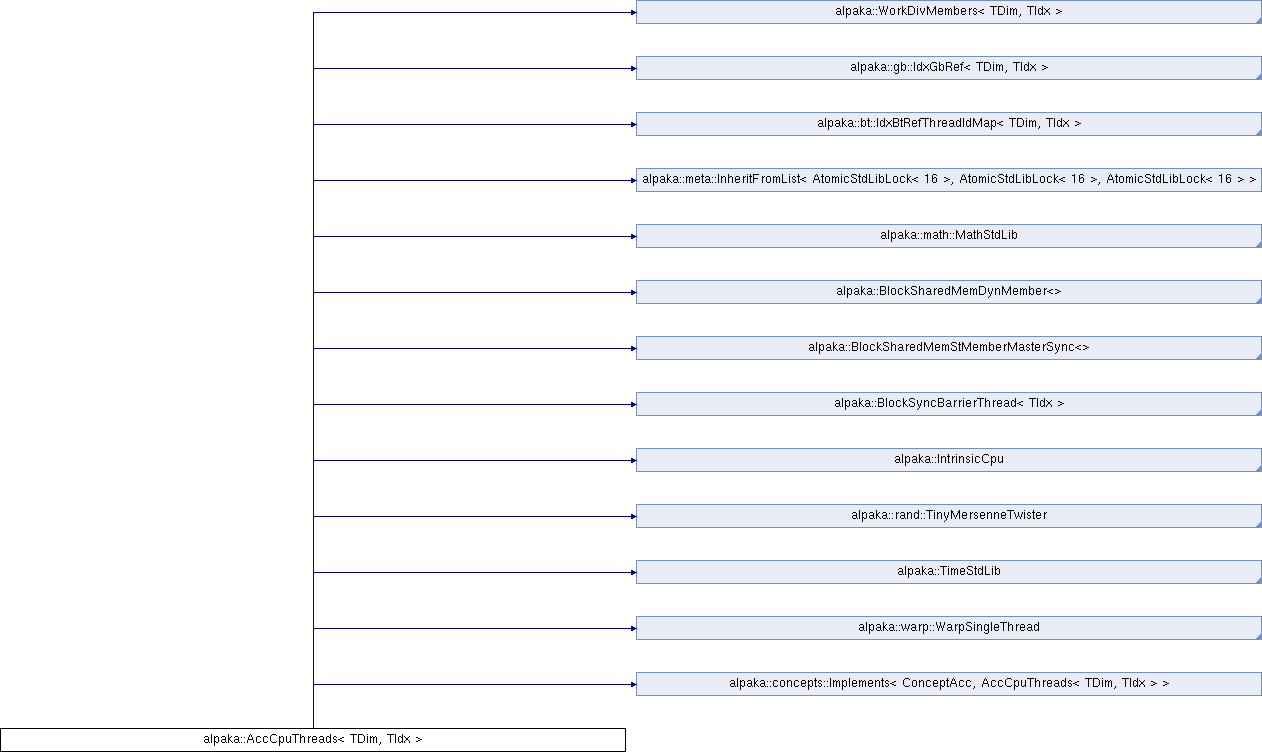 alpaka::WorkDivMembers< TDim, TIdx >
alpaka::gb::IdxGbRef< TDim, TIdx >
alpaka::bt::IdxBtRefThreadIdMap< TDim, TIdx >
alpaka::meta::InheritFromList< AtomicStdLibLock< 16 >, AtomicStdLibLock< 16 >, AtomicStdLibLock< 16 > >
alpaka::math::MathStdLib
alpaka::BlockSharedMemDynMember<>
alpaka::BlockSharedMemStMemberMasterSync<>
alpaka::BlockSyncBarrierThread< TIdx >
alpaka::IntrinsicCpu
alpaka::rand::TinyMersenneTwister
alpaka::TimeStdLib
alpaka::warp::WarpSingleThread
alpaka::concepts::Implements< ConceptAcc, AccCpuThreads< TDim, TIdx > >
alpaka::AccCpuThreads< TDim, TIdx >